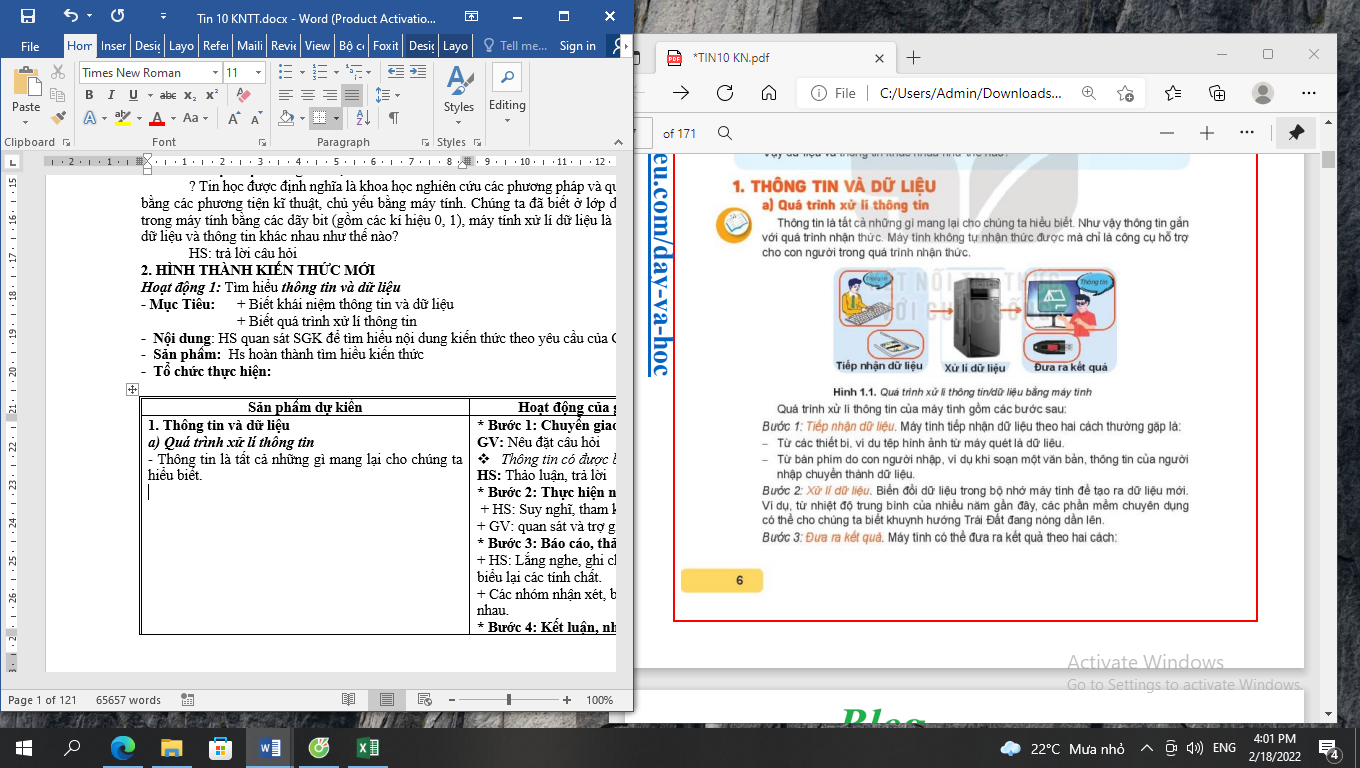 Tin 10 KNTT.docx - Word (Product Activatio...
File Hom Inser Desig Layo Refer Maili Revie View Bộ cô Foxit Desig Layo Tell me... Sign in
Times New Roman 11
Paste
Styles
Editing
Clipboard Font Paragraph Styles
? Tin học được định nghĩa là khoa học nghiên cứu các phương pháp và qu
bằng các phương tiện kĩ thuật, chủ yếu bằng máy tính. Chúng ta đã biết ở lớp d
trong máy tính bằng các dãy bit (gồm các kí hiệu 0, 1), máy tính xử lí dữ liệu là
dữ liệu và thông tin khác nhau như thế nào?
HS: trả lời câu hỏi
2. HÌNH THÀNH KIẾN THỨC MỚI
Hoạt động 1: Tìm hiểu thông tin và dữ liệu
- Mục Tiêu: + Biết khái niệm thông tin và dữ liệu
+ Biết quá trình xử lí thông tin
- Nội dung: HS quan sát SGK để tìm hiểu nội dung kiến thức theo yêu cầu của G
- Sản phẩm: Hs hoàn thành tìm hiểu kiến thức
- Tổ chức thực hiện:
Sản phẩm dự kiến Hoạt động của g
1. Thông tin và dữ liệu
a) Quá trình xử lí thông tin
- Thông tin là tất cả những gì mang lại cho chúng ta
hiểu biết.
* Bước 1: Chuyển giao
GV: Nêu đặt câu hỏi
❖ Thông tin có được b
HS: Thảo luận, trả lời
* Bước 2: Thực hiện n
+ HS: Suy nghĩ, tham k
+ GV: quan sát và trợ g
* Bước 3: Báo cáo, thả
+ HS: Lắng nghe, ghi ch
biểu lại các tính chất.
+ Các nhóm nhận xét, b
nhau.
* Bước 4: Kết luận, nh
Page 1 of 121 65657 words 100%
*TIN10 KN.pdf
File C:/Users/Admin/Downloads...
of 171
eu.com/day-va-hoc
1. THÔNG TIN VÀ DỮ LIỆU
a) Quá trình xử lí thông tin
Thông tin là tất cả những gì mang lại cho chúng ta hiểu biết. Như vậy thông tin gắn
với quá trình nhận thức. Máy tính không tự nhận thức được mà chỉ là công cụ hỗ trợ
cho con người trong quá trình nhận thức.
Thông tin
Thông tin
Tiếp nhận dữ liệu Xử lí dữ liệu Đưa ra kết quả
Hình 1.1. Quá trình xử lí thông tin/dữ liệu bằng máy tính
Quá trình xử lí thông tin của máy tính gồm các bước sau:
Bước 1: Tiếp nhận dữ liệu. Máy tính tiếp nhận dữ liệu theo hai cách thường gặp là:
– Từ các thiết bị, ví dụ tệp hình ảnh từ máy quét là dữ liệu.
– Từ bàn phím do con người nhập, ví dụ khi soạn một văn bản, thông tin của người
nhập chuyển thành dữ liệu.
Bước 2: Xử lí dữ liệu. Biến đổi dữ liệu trong bộ nhớ máy tính để tạo ra dữ liệu mới.
Ví dụ, từ nhiệt độ trung bình của nhiều năm gần đây, các phần mềm chuyên dụng
có thể cho chúng ta biết khuynh hướng Trái Đất đang nóng dần lên.
Bước 3: Đưa ra kết quả. Máy tính có thể đưa ra kết quả theo hai cách:
6
Activate Windows
Go to Settings to activate Windows.
Blog
22°C Mưa nhỏ ENG 4:01 PM
2/18/2022
4